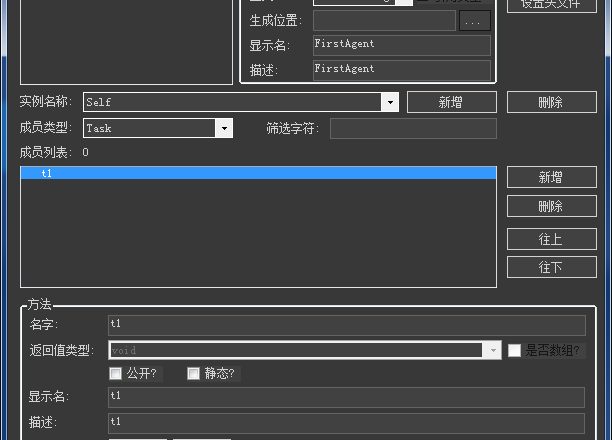 设置头文件
生成位置:
...
显示名: FirstAgent
描述: FirstAgent
实例名称: Self 新增 删除
成员类型: Task 筛选字符:
成员列表: 0
t1 新增
删除
往上
往下
方法
名字: t1
返回值类型: void 是否数组?
公开? 静态?
显示名: t1
描述: t1